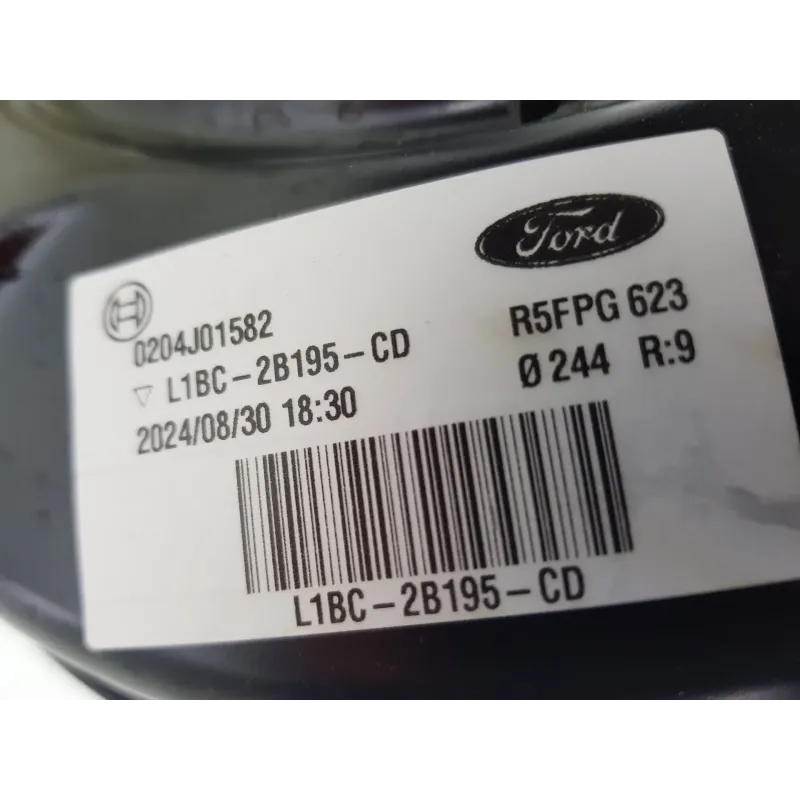 Ford
0204J01582
R5FPG 623
▽ L1BC-2B195-CD
Ø 244 R:9
2024/08/30 18:30
L1BC-2B195-CD